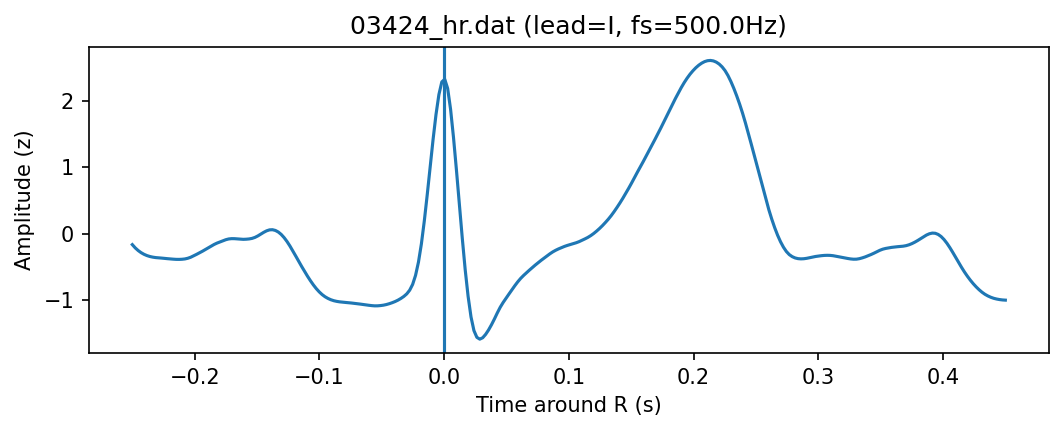 03424_hr.dat (lead=I, fs=500.0Hz)
Amplitude (z)
2
1
0
−1
−0.2 −0.1 0.0 0.1 0.2 0.3 0.4
Time around R (s)